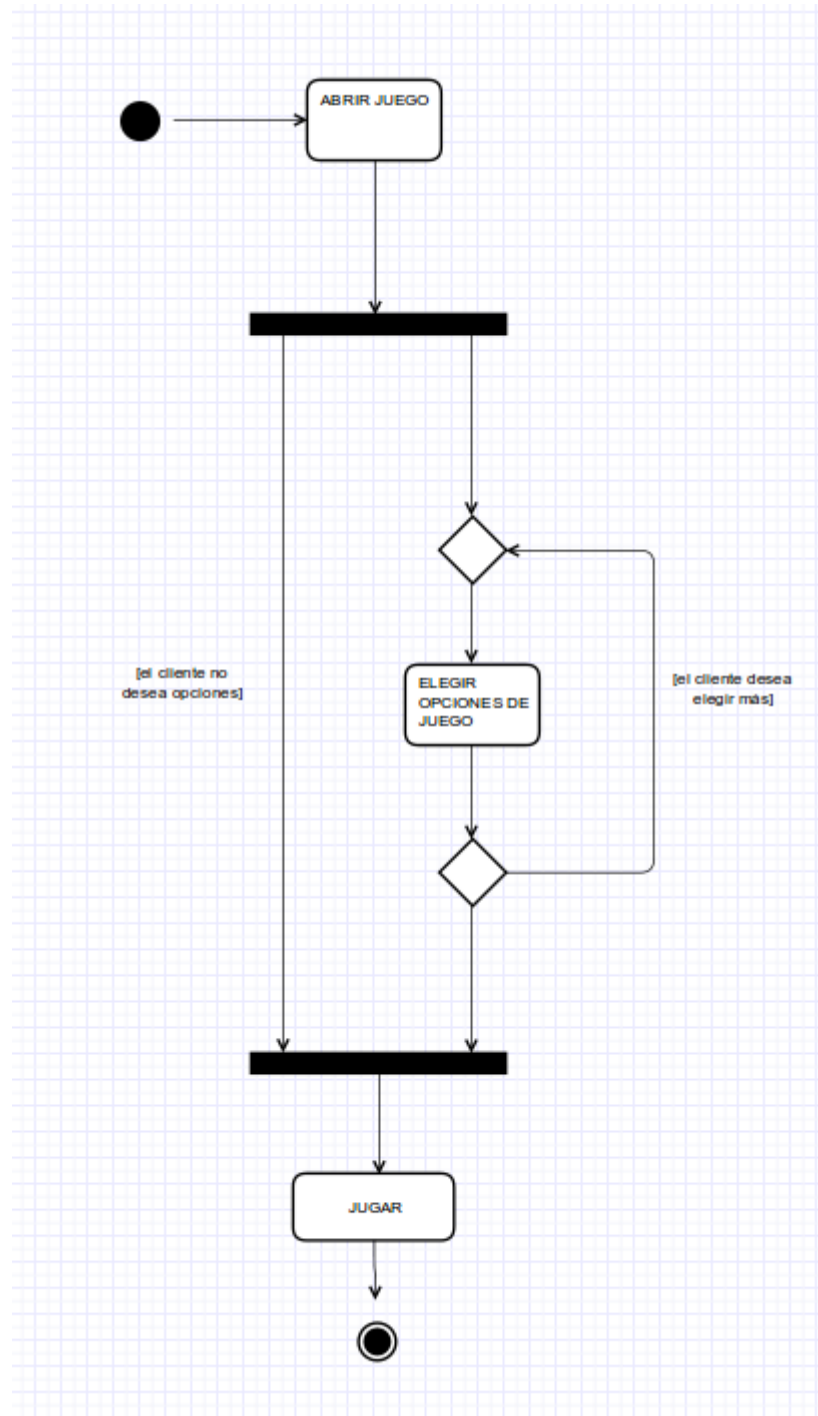 ABRIR JUEGO
[el cliente no
desea opciones]
ELEGIR
OPCIONES DE
JUEGO
[el cliente desea
elegir más]
JUGAR